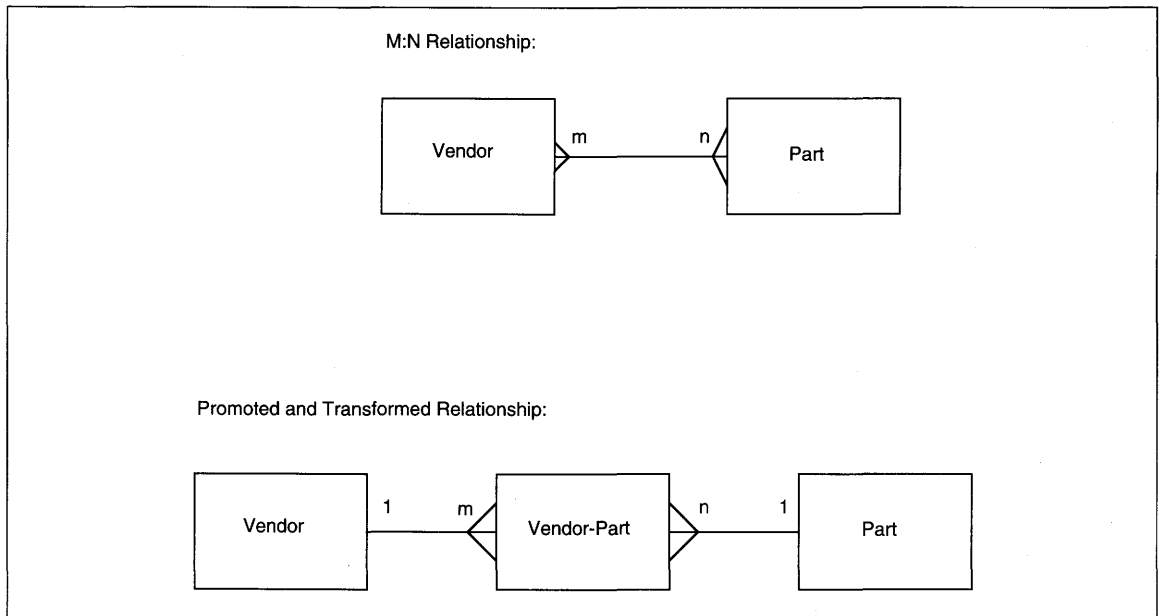 M:N Relationship:
Vendor
m
n
Part
Promoted and Transformed Relationship:
Vendor
1
m
Vendor-Part
n
1
Part